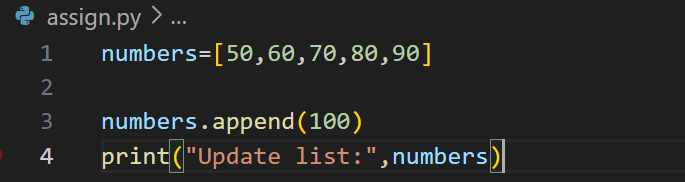 assign.py > ...
1 numbers=[50,60,70,80,90]
2
3 numbers.append(100)
4 print("Update list:",numbers)